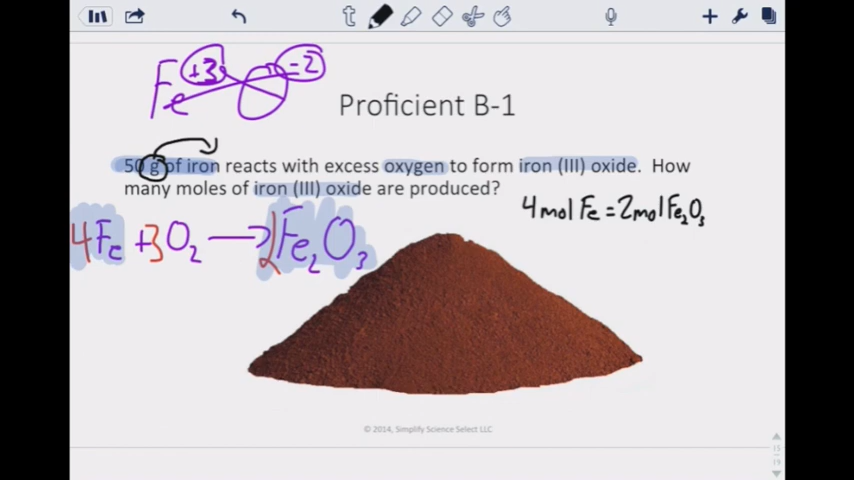 t
Fe +3 O -2
Proficient B-1
50 g of iron reacts with excess oxygen to form iron (III) oxide. How
many moles of iron (III) oxide are produced?
4 mol Fe = 2 mol Fe₂O₃
4Fe + 3O₂ → 2Fe₂O₃
© 2014, Simplify Science Select LLC
15
19